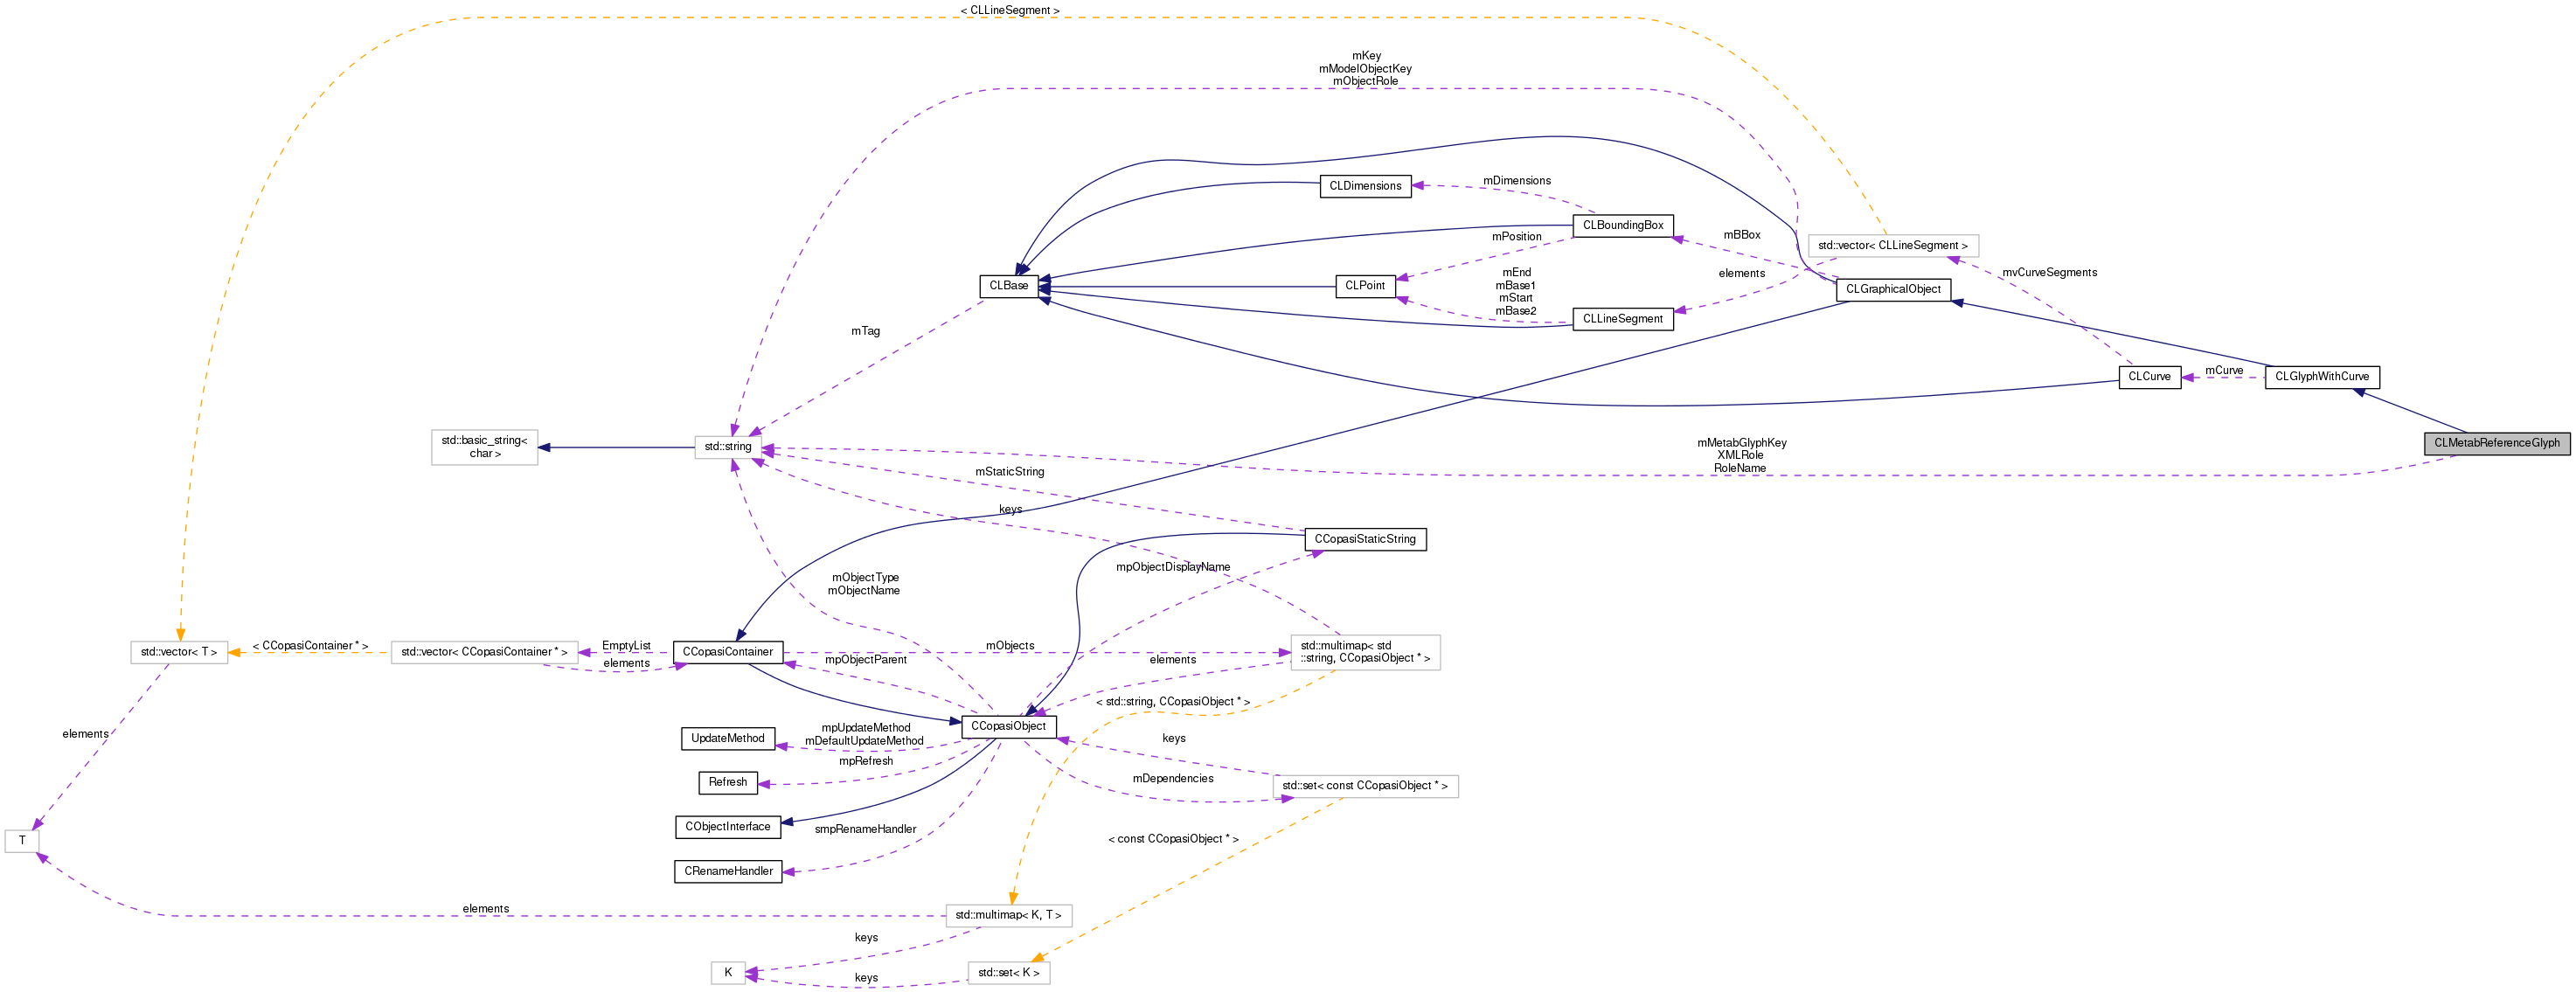 < CLLineSegment >
mKey
mModelObjectKey
mObjectRole
CLDimensions
mDimensions
CLBoundingBox
mPosition
mBBox
std::vector< CLLineSegment >
CLBase
CLPoint
mEnd
mBase1
mStart
mBase2
elements
mvCurveSegments
CLGraphicalObject
CLLineSegment
mTag
CLCurve
mCurve
CLGlyphWithCurve
std::basic_string<
char >
std::string
mMetabGlyphKey
XMLRole
RoleName
CLMetabReferenceGlyph
mStaticString
keys
CCopasiStaticString
mpObjectDisplayName
mObjectType
mObjectName
std::vector< T >
< CCopasiContainer * >
std::vector< CCopasiContainer * >
EmptyList
elements
CCopasiContainer
mObjects
mpObjectParent
elements
std::multimap< std
::string, CCopasiObject * >
< std::string, CCopasiObject * >
elements
UpdateMethod
mpUpdateMethod
mDefaultUpdateMethod
CCopasiObject
keys
mpRefresh
Refresh
mDependencies
std::set< const CCopasiObject * >
CObjectInterface
smpRenameHandler
T
< const CCopasiObject * >
CRenameHandler
elements
std::multimap< K, T >
keys
K
keys
std::set< K >